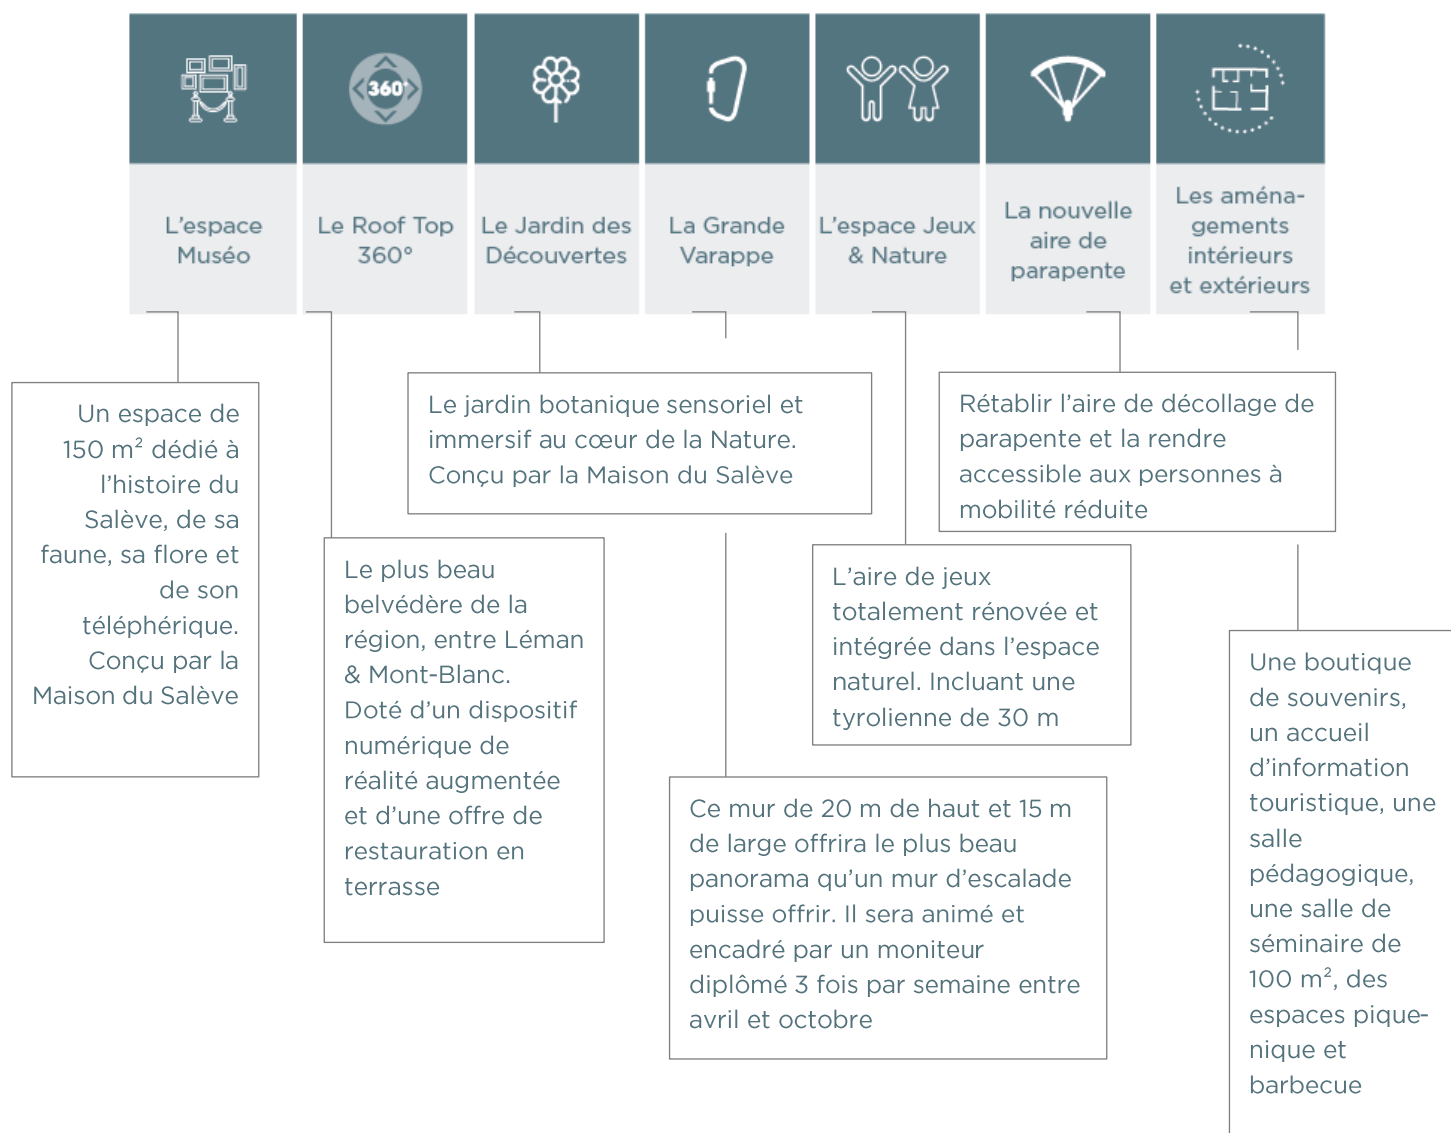 360°
L'espace
Muséo
Le Roof Top
360°
Le Jardin des
Découvertes
La Grande
Varappe
L'espace Jeux
& Nature
La nouvelle
aire de
parapente
Les aména-
gements
intérieurs
et extérieurs
Un espace de
150 m² dédié à
l'histoire du
Salève, de sa
faune, sa flore et
de son
téléphérique.
Conçu par la
Maison du Salève
Le plus beau
belvédère de la
région, entre Léman
& Mont-Blanc.
Doté d'un dispositif
numérique de
réalité augmentée
et d'une offre de
restauration en
terrasse
Le jardin botanique sensoriel et
immersif au cœur de la Nature.
Conçu par la Maison du Salève
Ce mur de 20 m de haut et 15 m
de large offrira le plus beau
panorama qu'un mur d'escalade
puisse offrir. Il sera animé et
encadré par un moniteur
diplômé 3 fois par semaine entre
avril et octobre
L'aire de jeux
totalement rénovée et
intégrée dans l'espace
naturel. Incluant une
tyrolienne de 30 m
Rétablir l'aire de décollage de
parapente et la rendre
accessible aux personnes à
mobilité réduite
Une boutique
de souvenirs,
un accueil
d'information
touristique, une
salle
pédagogique,
une salle de
séminaire de
100 m², des
espaces pique-
nique et
barbecue